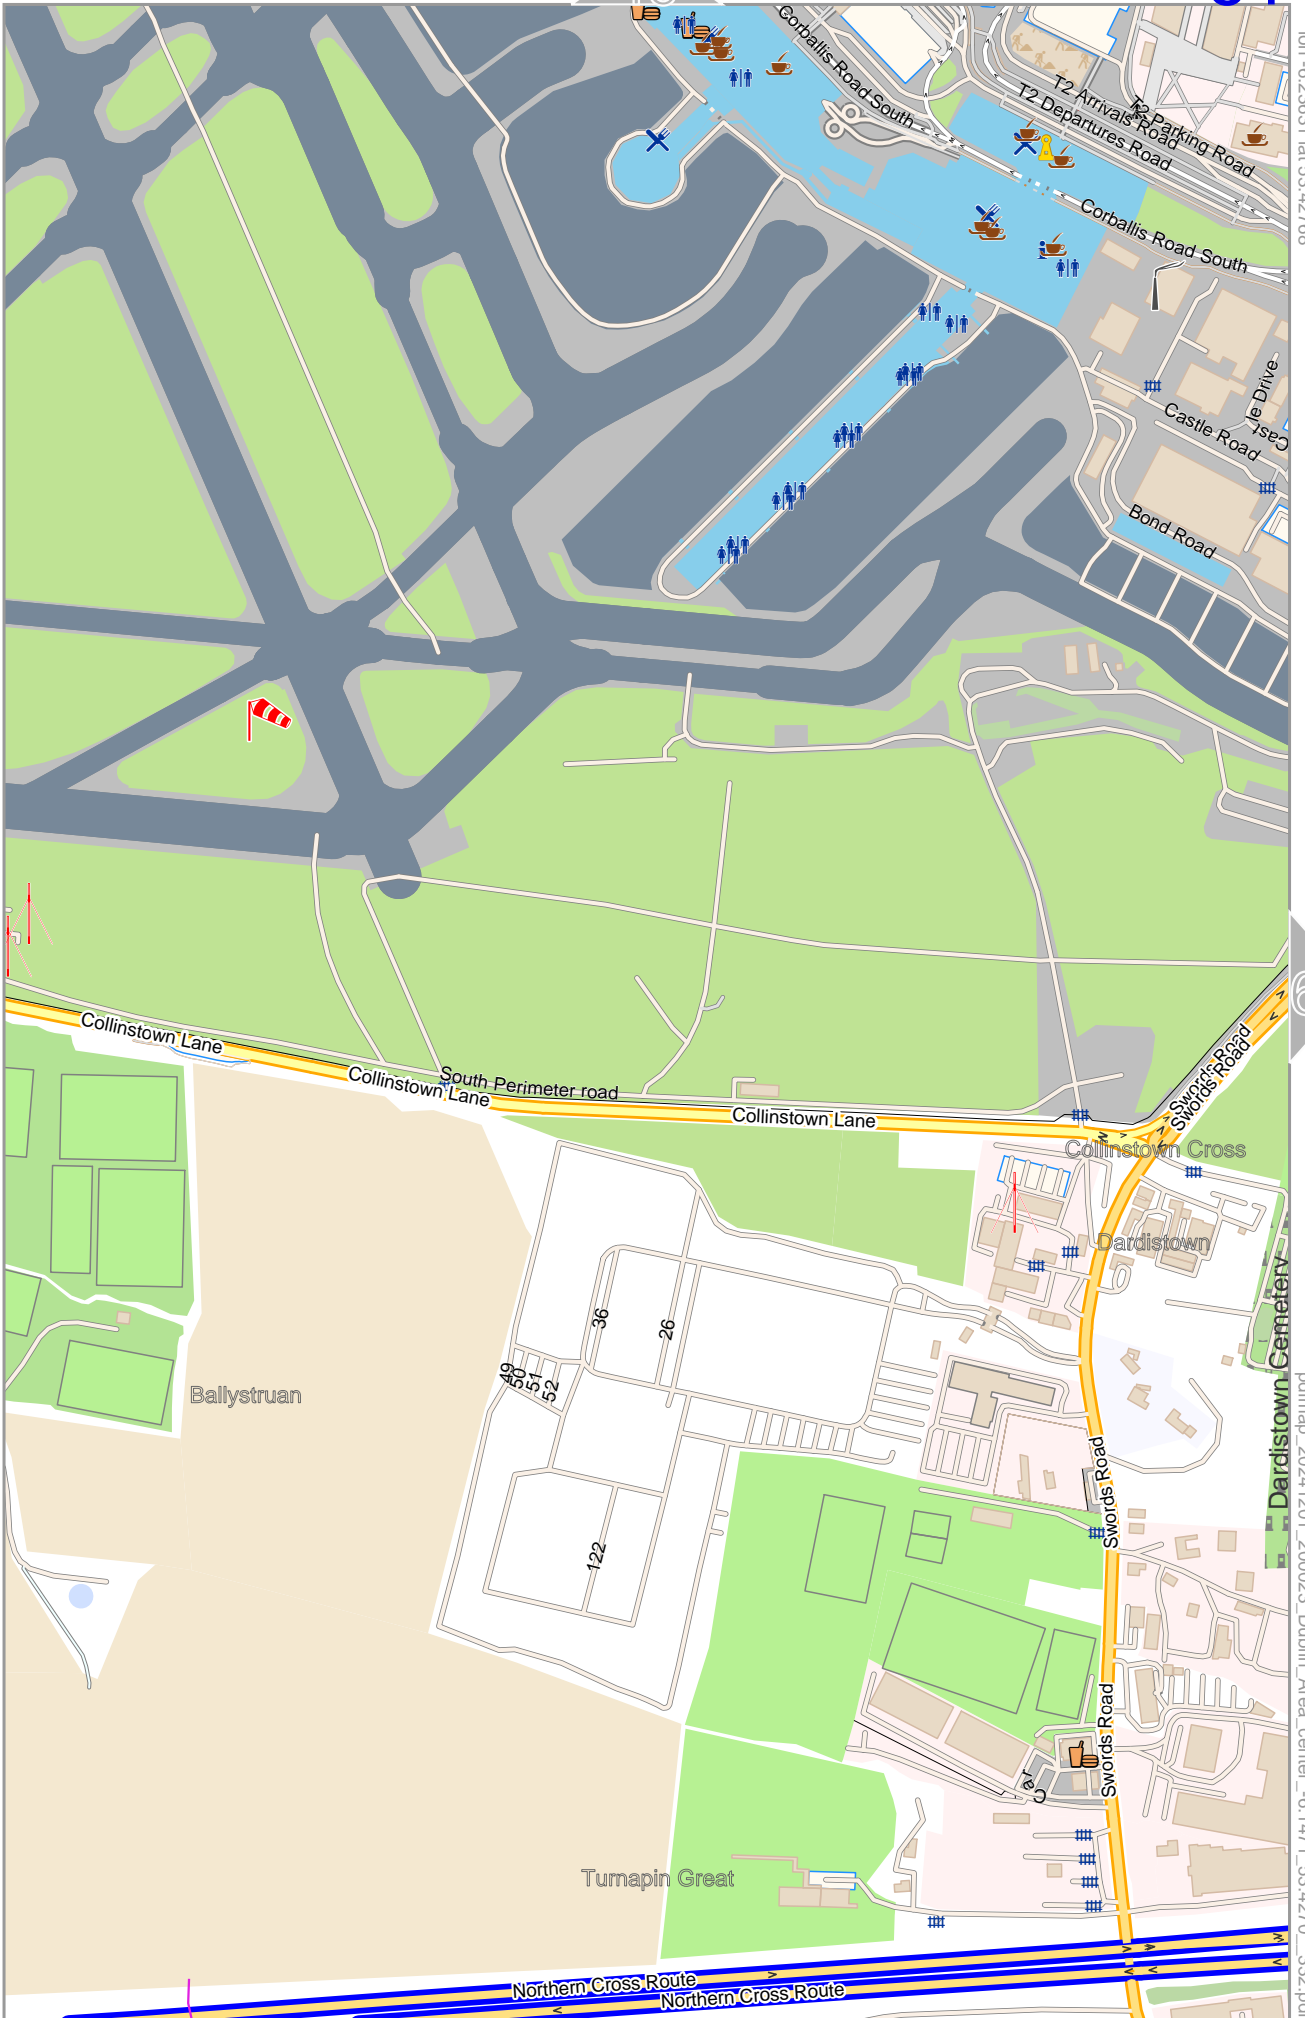 Corballis Road South
T2 Arrivals Road
T2 Parking Road
T2 Departures Road
Corballis Road South
Castle Drive
Castle Road
Bond Road
Collinstown Lane
Collinstown Lane
South Perimeter road
Collinstown Lane
Swords Road
Swords Road
Collinstown Cross
Dardistown
Dardistown Cemetery
36
26
49
50
51
52
Ballystruan
Swords Road
122
Swords Road
Car
Turnapin Great
Northern Cross Route
Northern Cross Route